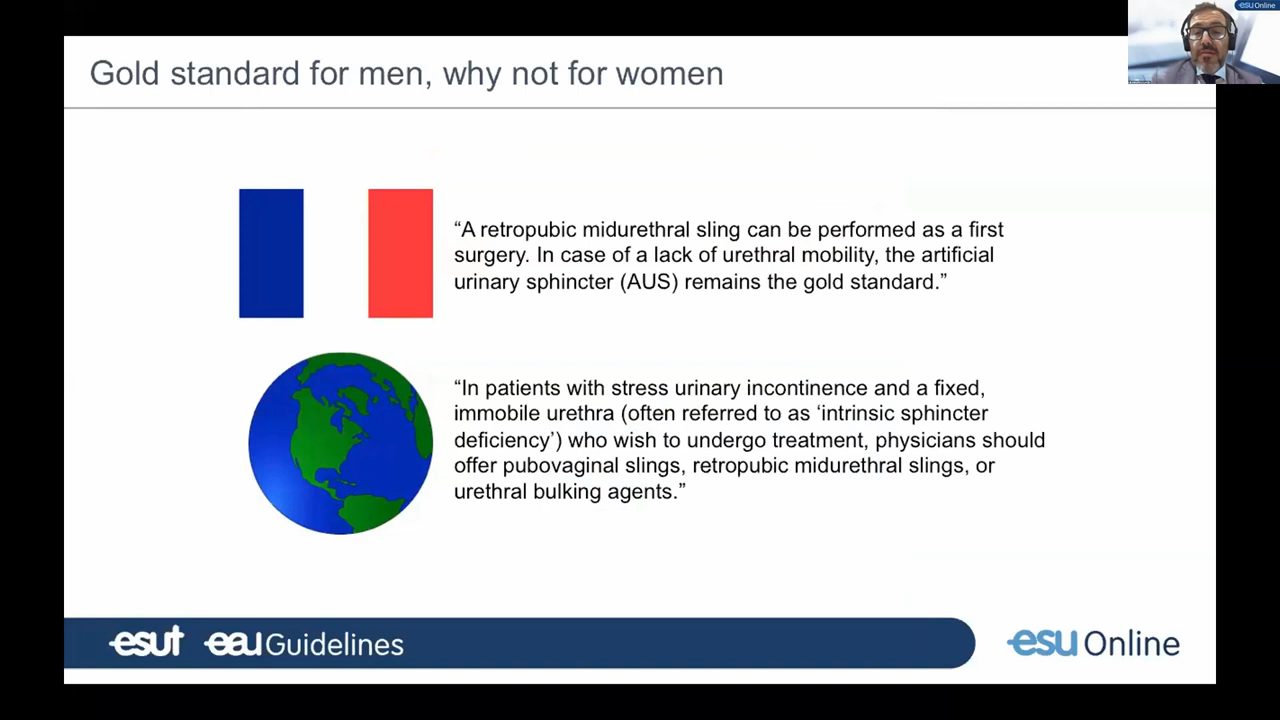 esu Online
Gold standard for men, why not for women
“A retropubic midurethral sling can be performed as a first
surgery. In case of a lack of urethral mobility, the artificial
urinary sphincter (AUS) remains the gold standard.”
“In patients with stress urinary incontinence and a fixed,
immobile urethra (often referred to as ‘intrinsic sphincter
deficiency’) who wish to undergo treatment, physicians should
offer pubovaginal slings, retropubic midurethral slings, or
urethral bulking agents.”
esut eau Guidelines
esu Online